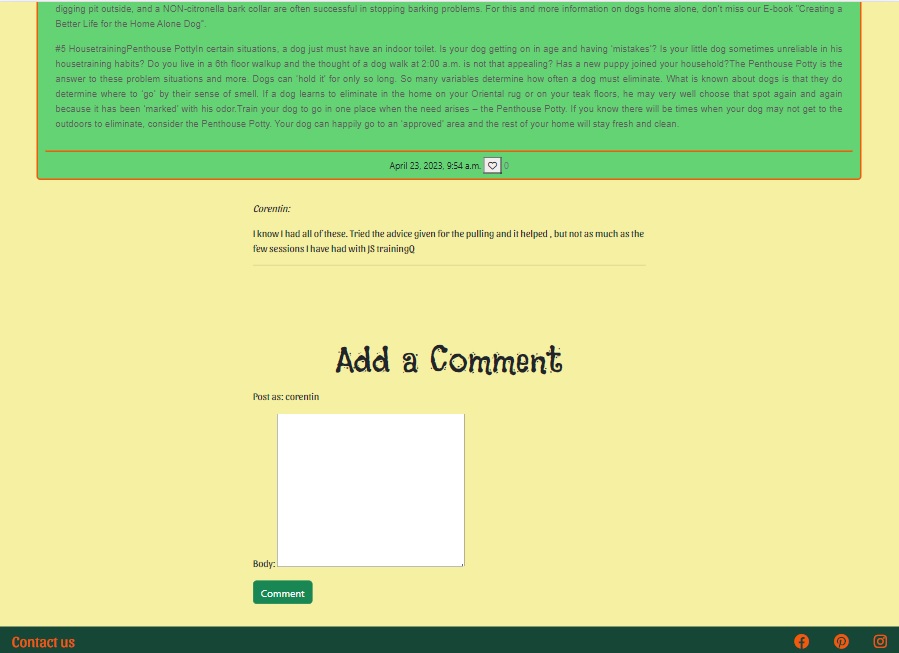 digging pit outside, and a NON-citronella bark collar are often successful in stopping barking problems. For this and more information on dogs home alone, don't miss our E-book "Creating a
Better Life for the Home Alone Dog".
#5 HousetrainingPenthouse PottyIn certain situations, a dog just must have an indoor toilet. Is your dog getting on in age and having 'mistakes'? Is your little dog sometimes unreliable in his
housetraining habits? Do you live in a 6th floor walkup and the thought of a dog walk at 2:00 a.m. is not that appealing? Has a new puppy joined your household?The Penthouse Potty is the
answer to these problem situations and more. Dogs can 'hold it' for only so long. So many variables determine how often a dog must eliminate. What is known about dogs is that they do
determine where to 'go' by their sense of smell. If a dog learns to eliminate in the home on your Oriental rug or on your teak floors, he may very well choose that spot again and again
because it has been 'marked' with his odor.Train your dog to go in one place when the need arises – the Penthouse Potty. If you know there will be times when your dog may not get to the
outdoors to eliminate, consider the Penthouse Potty. Your dog can happily go to an 'approved' area and the rest of your home will stay fresh and clean.
April 23, 2023, 9:54 a.m. 0
Corentin:
I know I had all of these. Tried the advice given for the pulling and it helped , but not as much as the
few sessions I have had with JS trainingQ
Add a Comment
Post as: corentin
Body:
Comment
Contact us